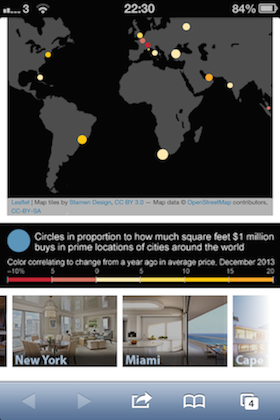 3 22:30 84%
Leaflet | Map tiles by Stamen Design, CC BY 3.0 — Map data © OpenStreetMap contributors,
CC-BY-SA
Circles in proportion to how much square feet $1 million
buys in prime locations of cities around the world
Color correlating to change from a year ago in average price, December 2013
−10% 5 0 5 10 15 20
New York Miami Cape
4